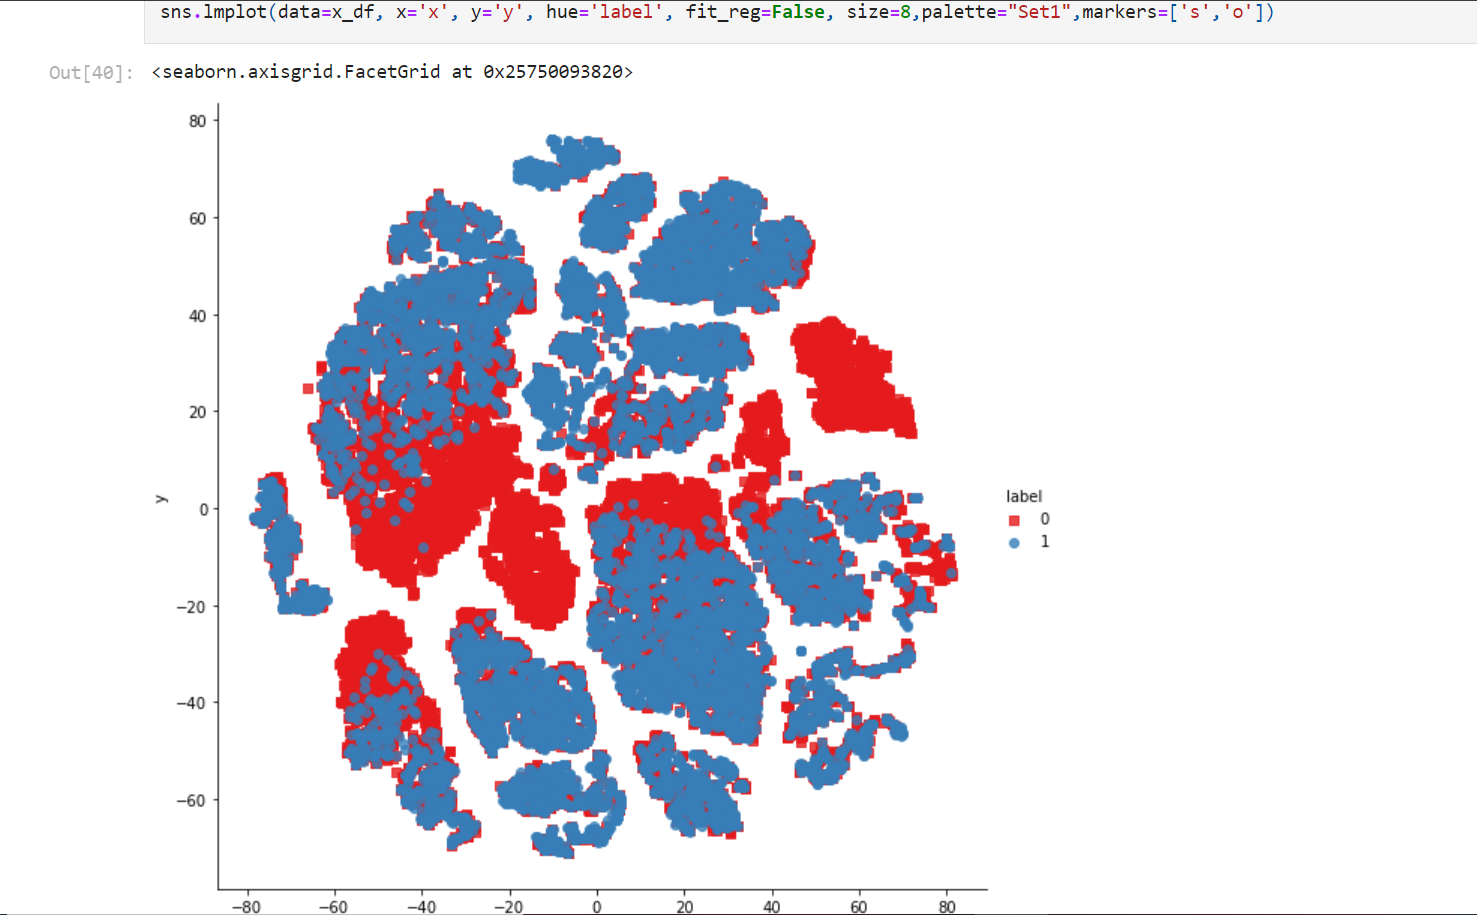 sns.lmplot(data=x_df, x='x', y='y', hue='label', fit_reg=False, size=8,palette="Set1",markers=['s','o'])
Out[40]: <seaborn.axisgrid.FacetGrid at 0x25750093820>
80
60
40
20
0
−20
−40
−60
y
label
0
1
−80 −60 −40 −20 0 20 40 60 80